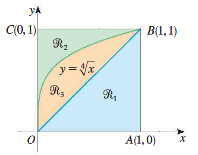 y
C(0, 1)
B(1, 1)
ℛ₂
y = ∜x
ℛ₃
ℛ₁
O
A(1, 0)
x